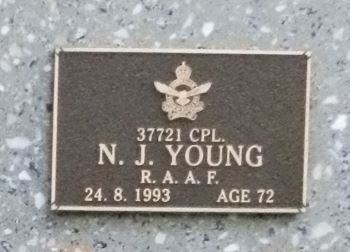 37721 CPL.
N. J. YOUNG
R. A. A. F.
24. 8. 1993 AGE 72